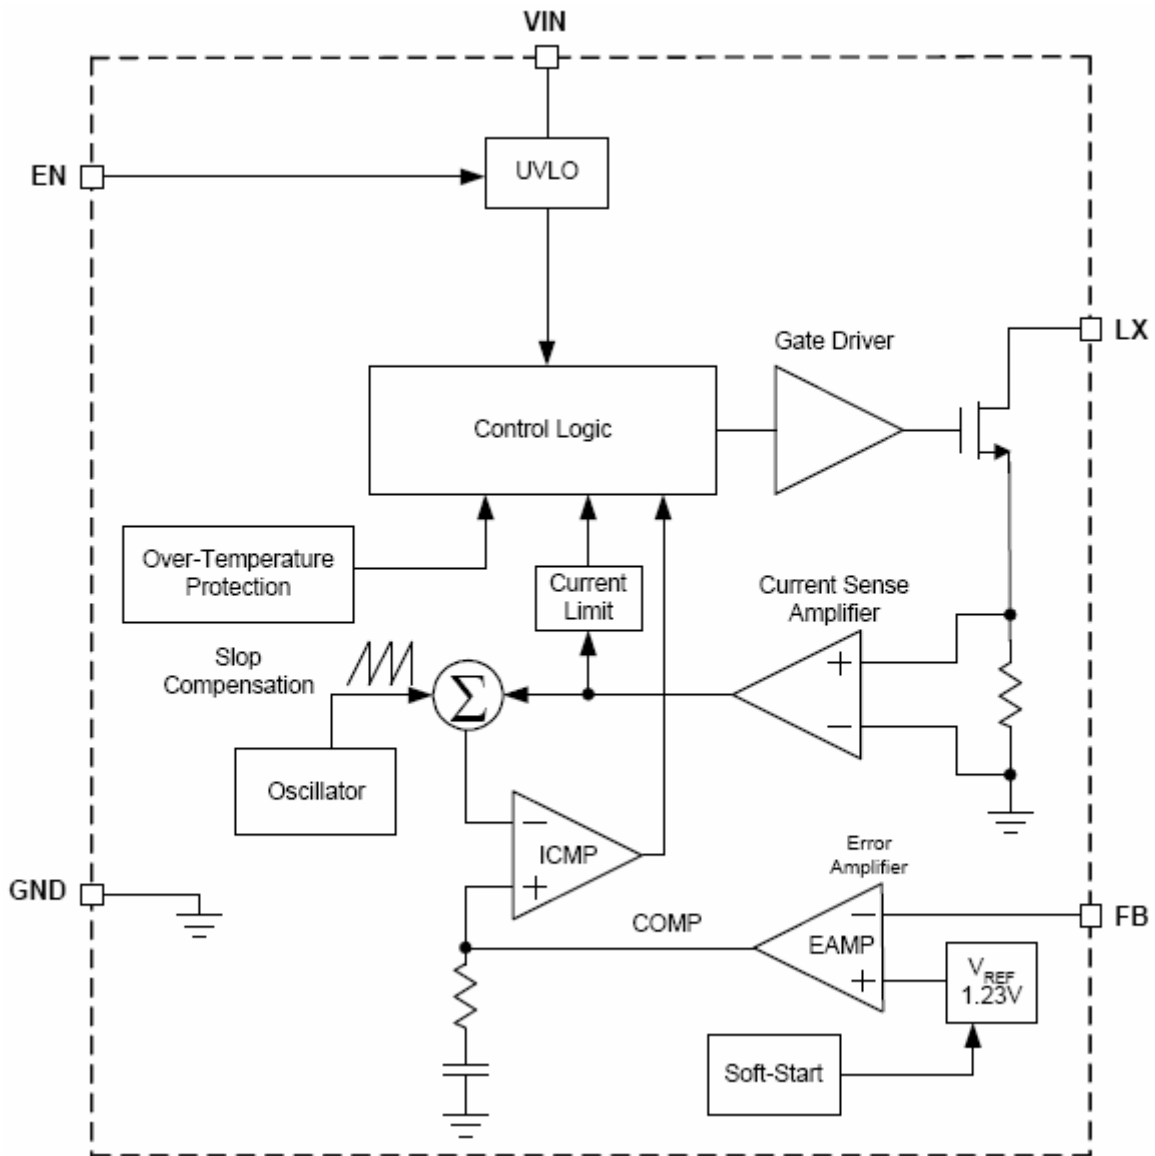 VIN
EN
UVLO
LX
Gate Driver
Control Logic
Over-Temperature
Protection
Current
Limit
Current Sense
Amplifier
Slop
Compensation
Σ
+
−
Oscillator
−
ICMP
+
Error
Amplifier
GND
COMP
−
EAMP
+
FB
VREF
1.23V
Soft-Start